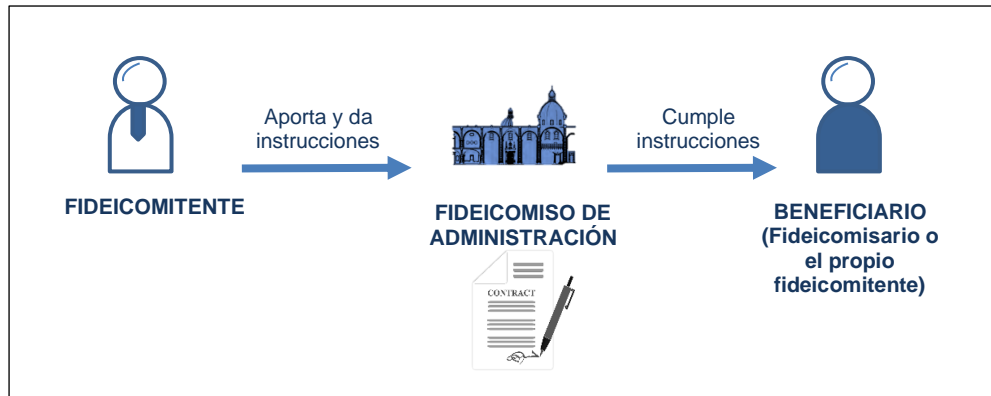 Aporta y da
instrucciones
Cumple
instrucciones
FIDEICOMITENTE
FIDEICOMISO DE
ADMINISTRACIÓN
BENEFICIARIO
(Fideicomisario o
el propio
fideicomitente)
CONTRACT